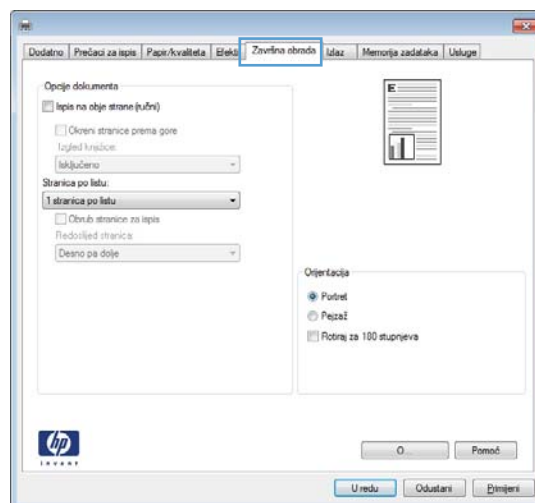 Dodatno Prečaci za ispis Papir/kvaliteta Efekti Završna obrada Izlaz Memorija zadataka Usluge
Opcije dokumenta
Ispis na obje strane (ručni)
Okreni stranice prema gore
Izgled knjižice:
Isključeno
Stranica po listu:
1 stranica po listu
Obrub stranice za ispis
Redoslijed stranica:
Desno pa dolje
E
Orijentacija
Portret
Pejzaž
Rotiraj za 180 stupnjeva
hp
invent
O...
Pomoć
U redu Odustani Primijeni